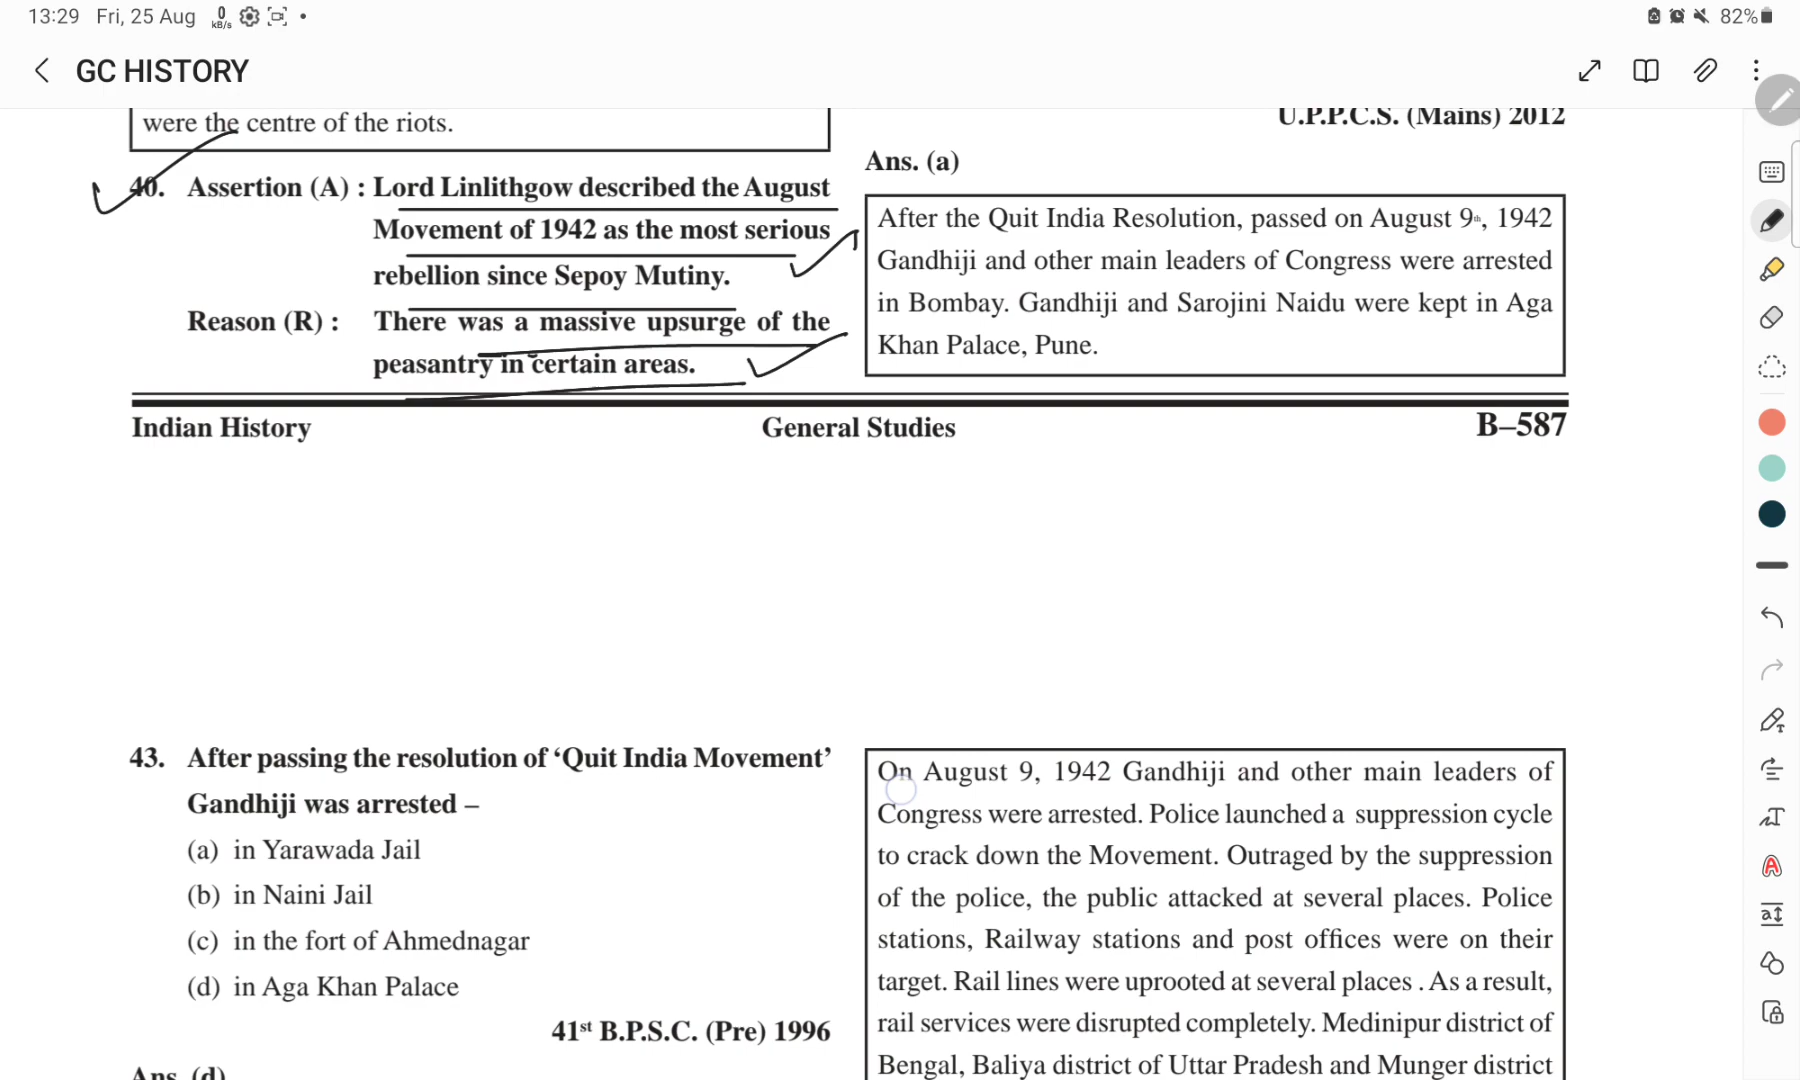 13:29 Fri, 25 Aug 0 kB/s 82%
GC HISTORY
were the centre of the riots.
40. Assertion (A) : Lord Linlithgow described the August
Movement of 1942 as the most serious
rebellion since Sepoy Mutiny.
Reason (R) : There was a massive upsurge of the
peasantry in certain areas.
U.P.P.C.S. (Mains) 2012
Ans. (a)
After the Quit India Resolution, passed on August 9th, 1942
Gandhiji and other main leaders of Congress were arrested
in Bombay. Gandhiji and Sarojini Naidu were kept in Aga
Khan Palace, Pune.
Indian History General Studies B–587
43. After passing the resolution of ‘Quit India Movement’
Gandhiji was arrested –
(a) in Yarawada Jail
(b) in Naini Jail
(c) in the fort of Ahmednagar
(d) in Aga Khan Palace
41st B.P.S.C. (Pre) 1996
Ans. (d)
On August 9, 1942 Gandhiji and other main leaders of
Congress were arrested. Police launched a suppression cycle
to crack down the Movement. Outraged by the suppression
of the police, the public attacked at several places. Police
stations, Railway stations and post offices were on their
target. Rail lines were uprooted at several places . As a result,
rail services were disrupted completely. Medinipur district of
Bengal, Baliya district of Uttar Pradesh and Munger district